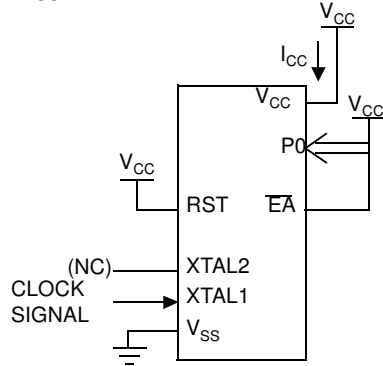 VCC
ICC
VCC
VCC
P0
VCC
RST
EA
(NC)
XTAL2
CLOCK
SIGNAL
XTAL1
VSS